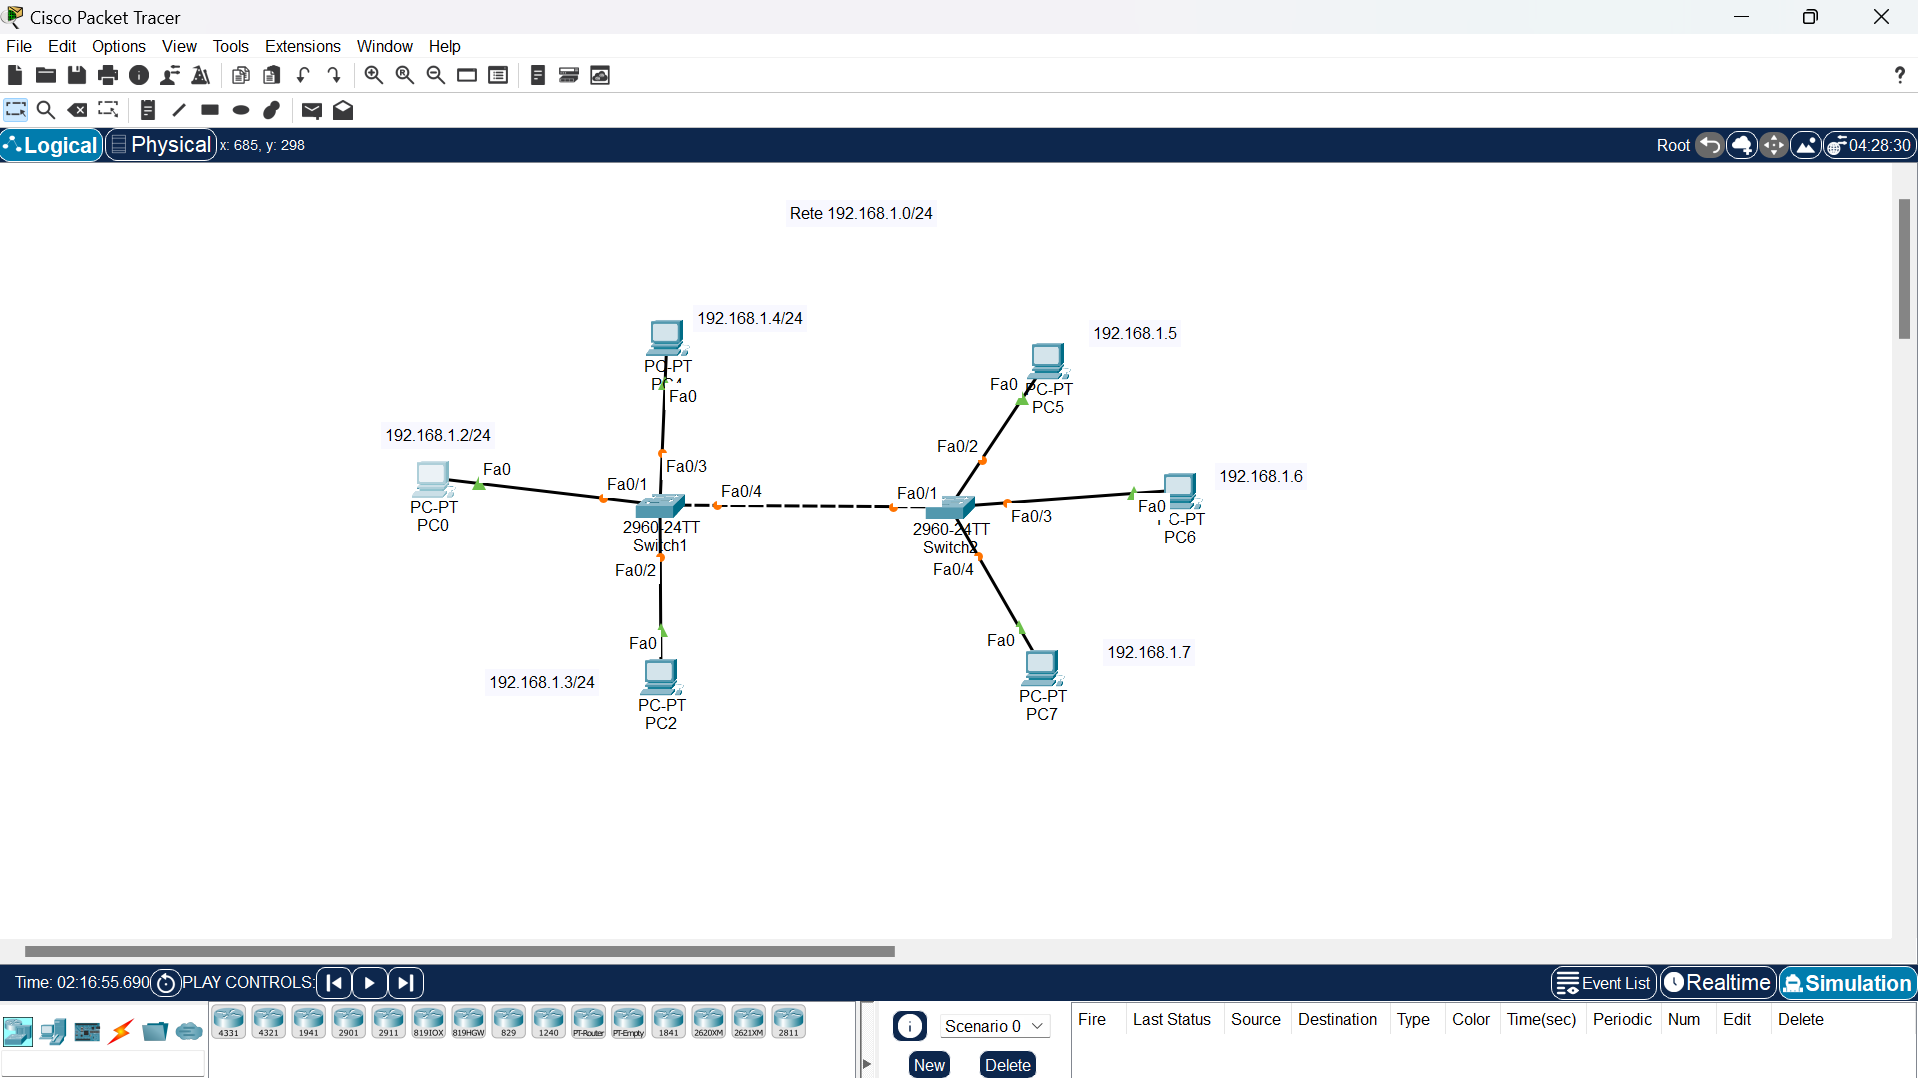 Cisco Packet Tracer
File Edit Options View Tools Extensions Window Help
Logical Physical x: 685, y: 298 Root 04:28:30
Rete 192.168.1.0/24
192.168.1.4/24
PC-PT
Fa0
192.168.1.5
Fa0 PC-PT
PC5
192.168.1.2/24
Fa0
PC-PT
PC0
Fa0/1
Fa0/3
Fa0/4
2960-24TT
Switch1
Fa0/2
Fa0
192.168.1.3/24
PC-PT
PC2
Fa0/2
Fa0/1
Fa0/3
2960-24TT
Switch2
Fa0/4
192.168.1.6
Fa0
C-PT
PC6
Fa0
192.168.1.7
PC-PT
PC7
Time: 02:16:55.690 PLAY CONTROLS: Event List Realtime Simulation
4331 4321 1941 2901 2911 819IOX 819HGW 829 1240 PT-Router PT-Empty 1841 2620XM 2621XM 2811
Scenario 0
New Delete
Fire Last Status Source Destination Type Color Time(sec) Periodic Num Edit Delete